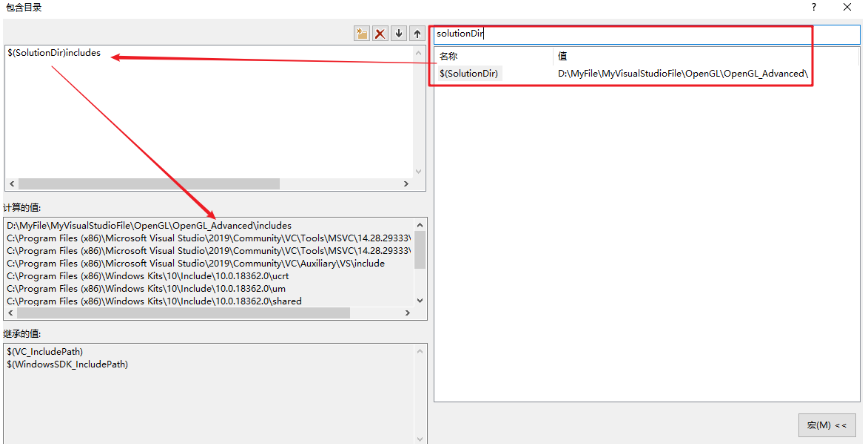 包含目录
? ×
solutionDir
$(SolutionDir)includes
名称 值
$(SolutionDir) D:\MyFile\MyVisualStudioFile\OpenGL\OpenGL_Advanced\
计算的值:
D:\MyFile\MyVisualStudioFile\OpenGL\OpenGL_Advanced\includes
C:\Program Files (x86)\Microsoft Visual Studio\2019\Community\VC\Tools\MSVC\14.28.29333\
C:\Program Files (x86)\Microsoft Visual Studio\2019\Community\VC\Tools\MSVC\14.28.29333\
C:\Program Files (x86)\Microsoft Visual Studio\2019\Community\VC\Auxiliary\VS\include
C:\Program Files (x86)\Windows Kits\10\Include\10.0.18362.0\ucrt
C:\Program Files (x86)\Windows Kits\10\Include\10.0.18362.0\um
C:\Program Files (x86)\Windows Kits\10\Include\10.0.18362.0\shared
继承的值:
$(VC_IncludePath)
$(WindowsSDK_IncludePath)
宏(M) <<